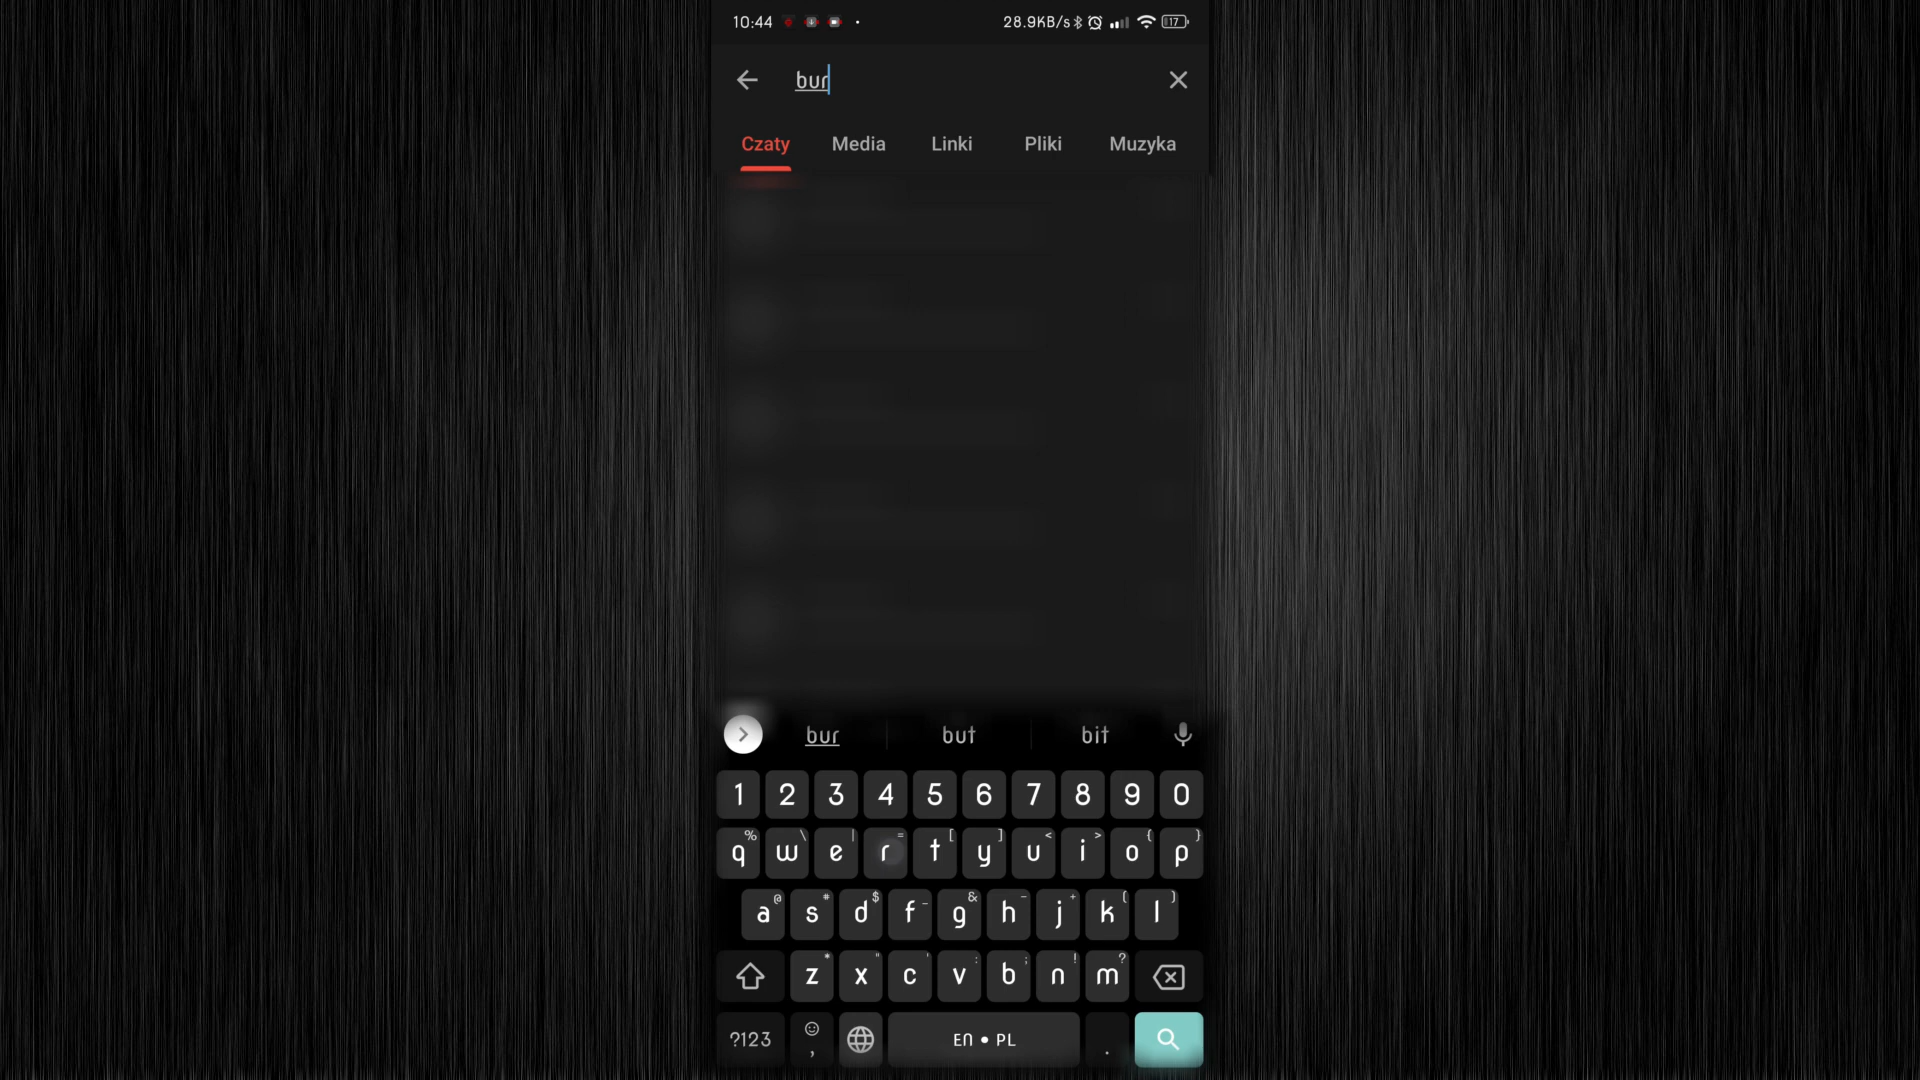 10:44 28.9KB/s 17
bur
Czaty Media Linki Pliki Muzyka
bur but bit
1 2 3 4 5 6 7 8 9 0
% \ | = [ ] < > { }
q w e r t y u i o p
@ # $ _ & - + ( )
a s d f g h j k l
* " ' : ; ! ?
z x c v b n m
?123 , EN • PL .